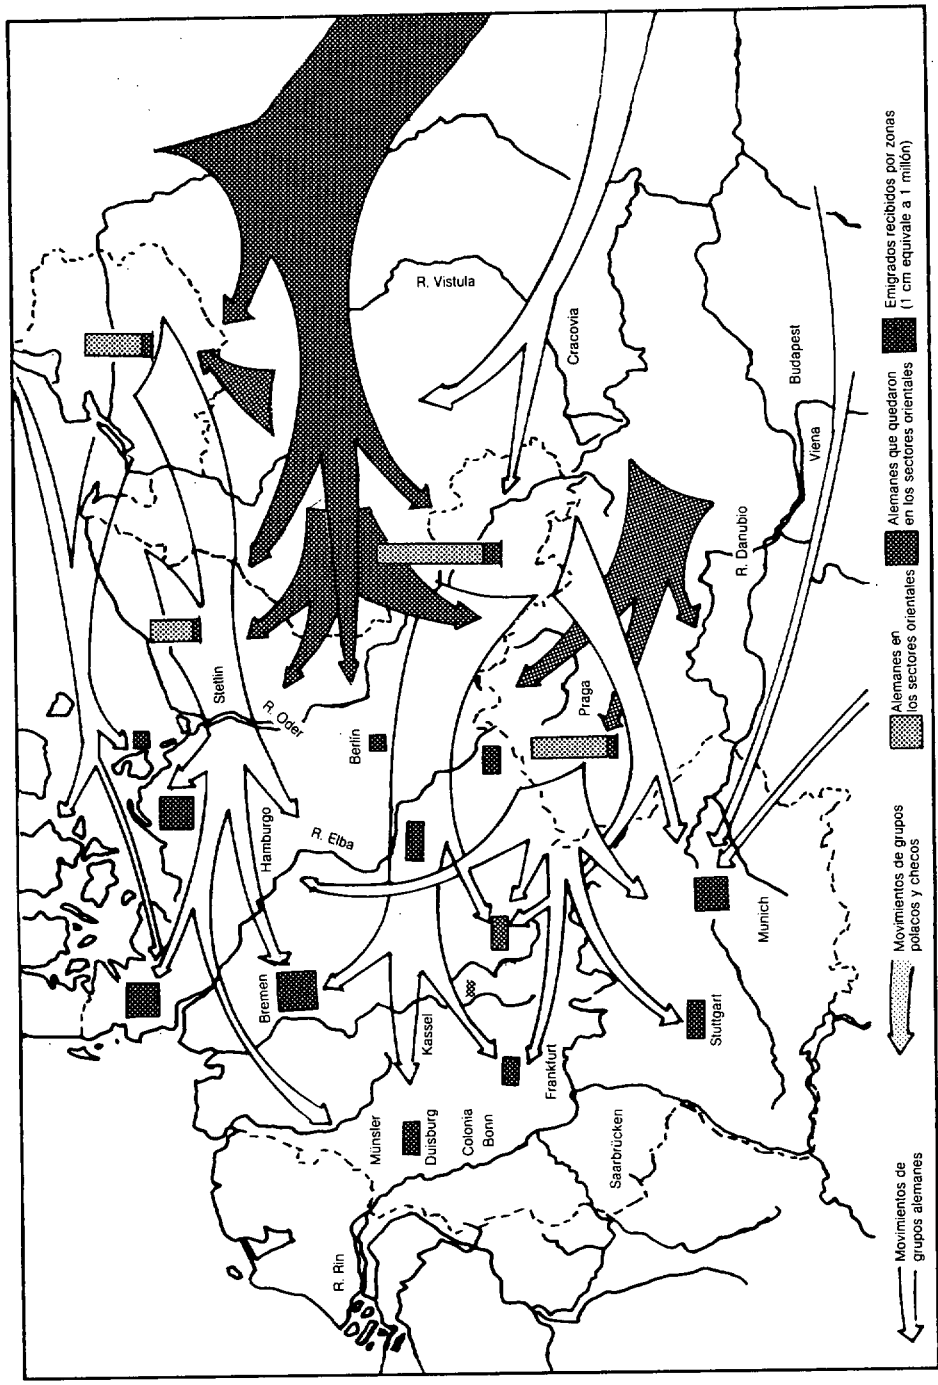 R. Vistula
Cracovia
Budapest
Viena
R. Danubio
Stetlin
R. Oder
Praga
Berlín
Hamburgo
R. Elba
Munich
Bremen
Kassel
Stuttgart
Frankfurt
Múnsler
Duisburg
Colonia
Bonn
Saarbrücken
R. Rin
Movimientos de
grupos alemanes
Movimientos de grupos
polacos y checos
Alemanes en
los sectores orientales
Alemanes que quedaron
en los sectores orientales
Emigrados recibidos por zonas
(1 cm equivale a 1 millón)